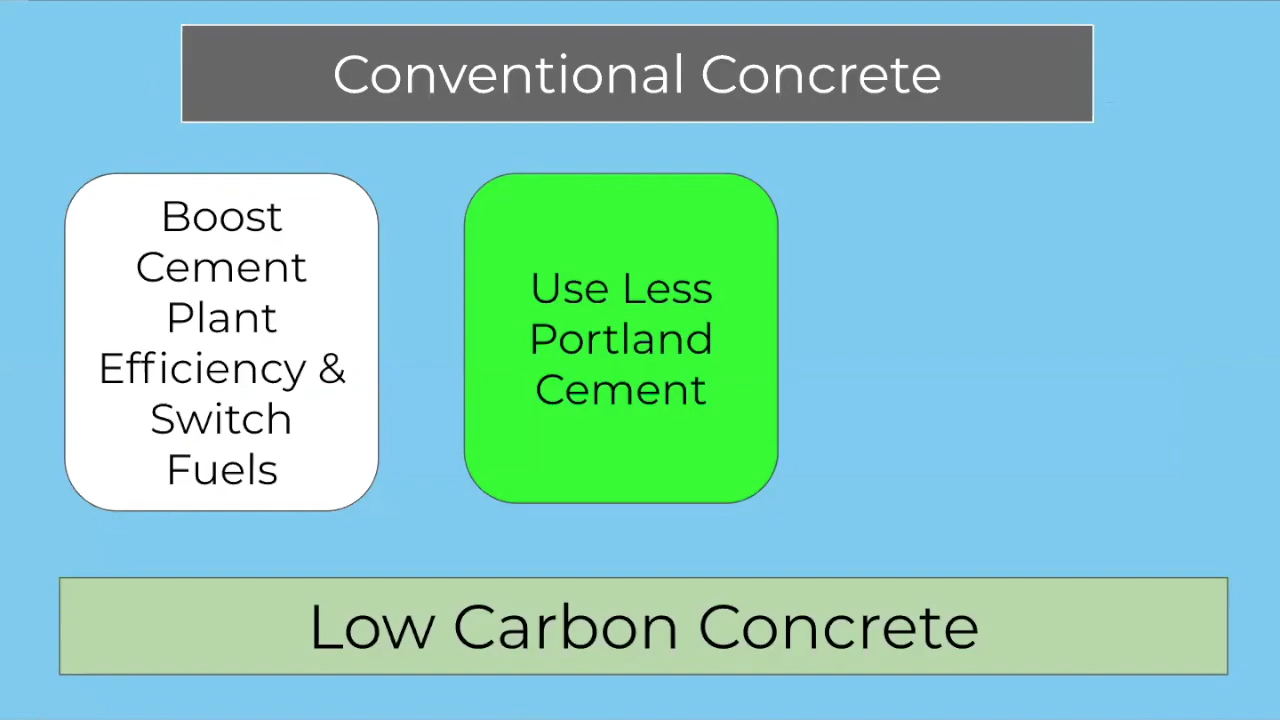 Conventional Concrete
Boost
Cement
Plant
Efficiency &
Switch
Fuels
Use Less
Portland
Cement
Low Carbon Concrete